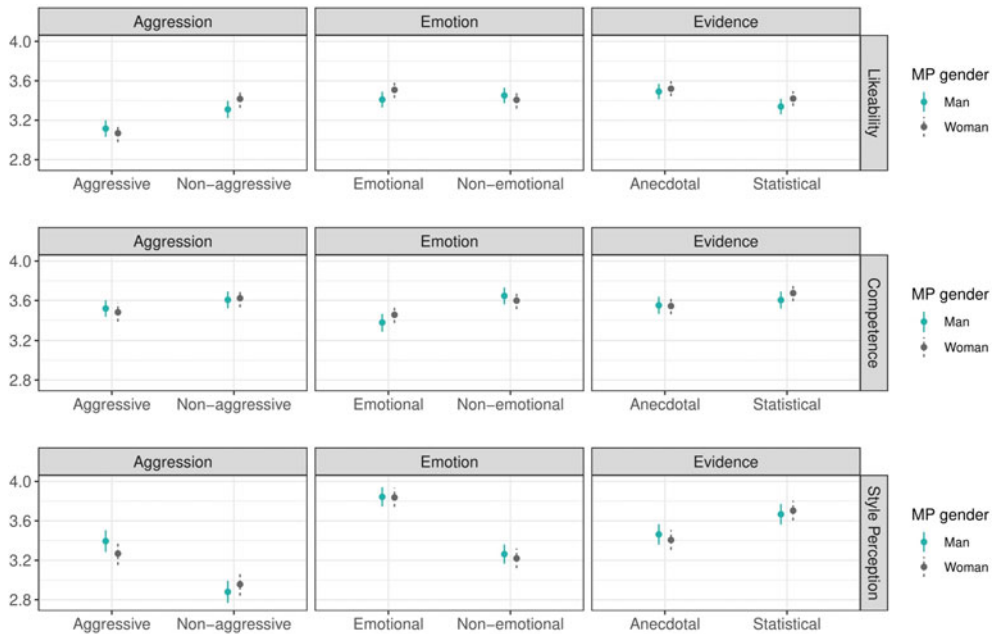 Aggression Emotion Evidence
4.0
3.6
3.2
2.8
Likeability
Aggressive Non−aggressive Emotional Non−emotional Anecdotal Statistical
MP gender
Man
Woman
Aggression Emotion Evidence
4.0
3.6
3.2
2.8
Competence
Aggressive Non−aggressive Emotional Non−emotional Anecdotal Statistical
MP gender
Man
Woman
Aggression Emotion Evidence
4.0
3.6
3.2
2.8
Style Perception
Aggressive Non−aggressive Emotional Non−emotional Anecdotal Statistical
MP gender
Man
Woman